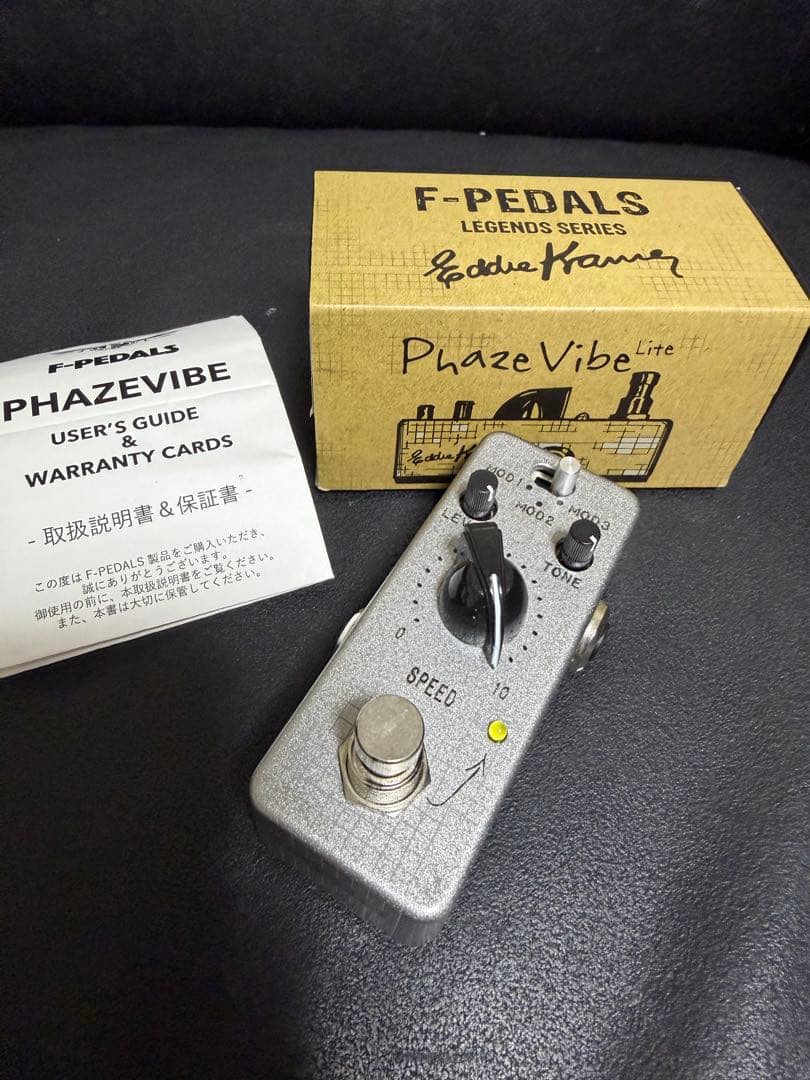 F-PEDALS
LEGENDS SERIES
Eddie Kramer
PhazeVibe Lite
Eddie
F-PEDALS
PHAZEVIBE
USER'S GUIDE
&
WARRANTY CARDS
- 取扱説明書&保証書 -
この度は F-PEDALS 製品をご購入いただき、
誠にありがとうございます。
御使用の前に、本取扱説明書をご覧ください。
また、本書は大切に保管してください。
MOD1
MOD2
MOD3
TONE
0
10
SPEED